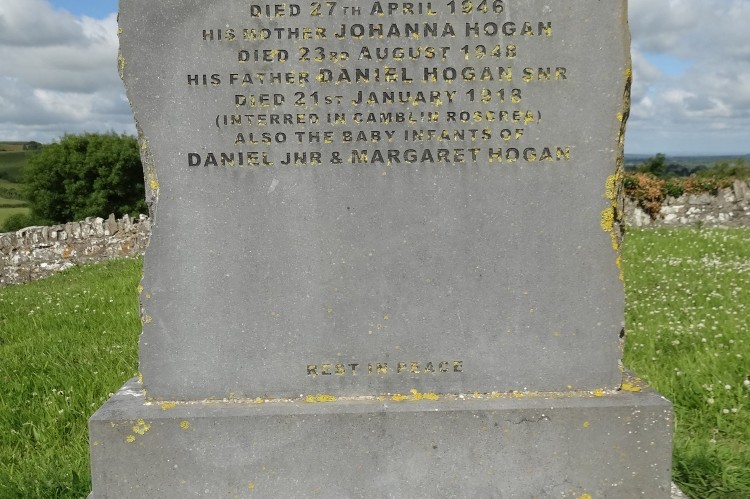 DIED 27TH APRIL 1946
HIS MOTHER JOHANNA HOGAN
DIED 23RD AUGUST 1948
HIS FATHER DANIEL HOGAN SNR
DIED 21ST JANUARY 1918
(INTERRED IN CAMBLIN ROSCREA)
ALSO THE BABY INFANTS OF
DANIEL JNR & MARGARET HOGAN
REST IN PEACE